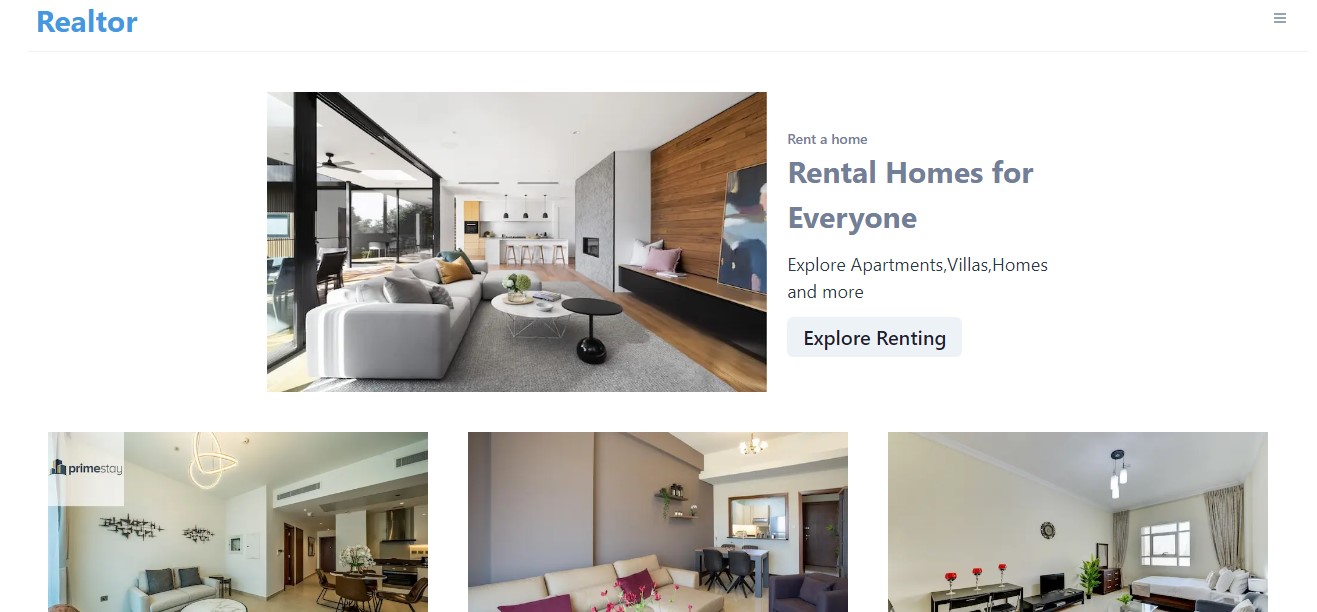 Realtor
Rent a home
Rental Homes for
Everyone
Explore Apartments,Villas,Homes
and more
Explore Renting
primestay